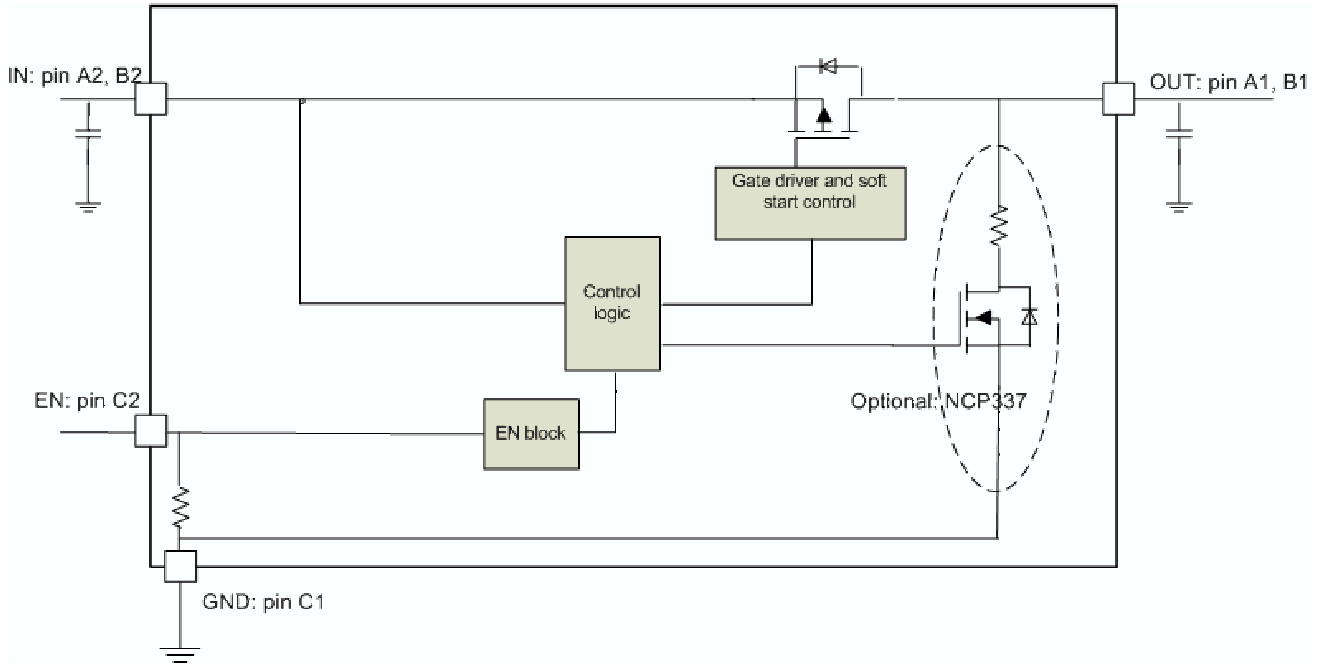 IN: pin A2, B2
OUT: pin A1, B1
Gate driver and soft
start control
Control
logic
EN: pin C2
Optional: NCP337
EN block
GND: pin C1